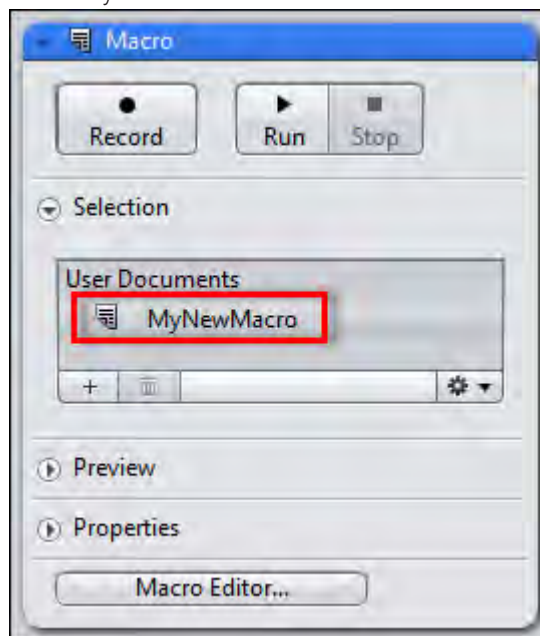 Macro
Record Run Stop
Selection
User Documents
MyNewMacro
+
Preview
Properties
Macro Editor...